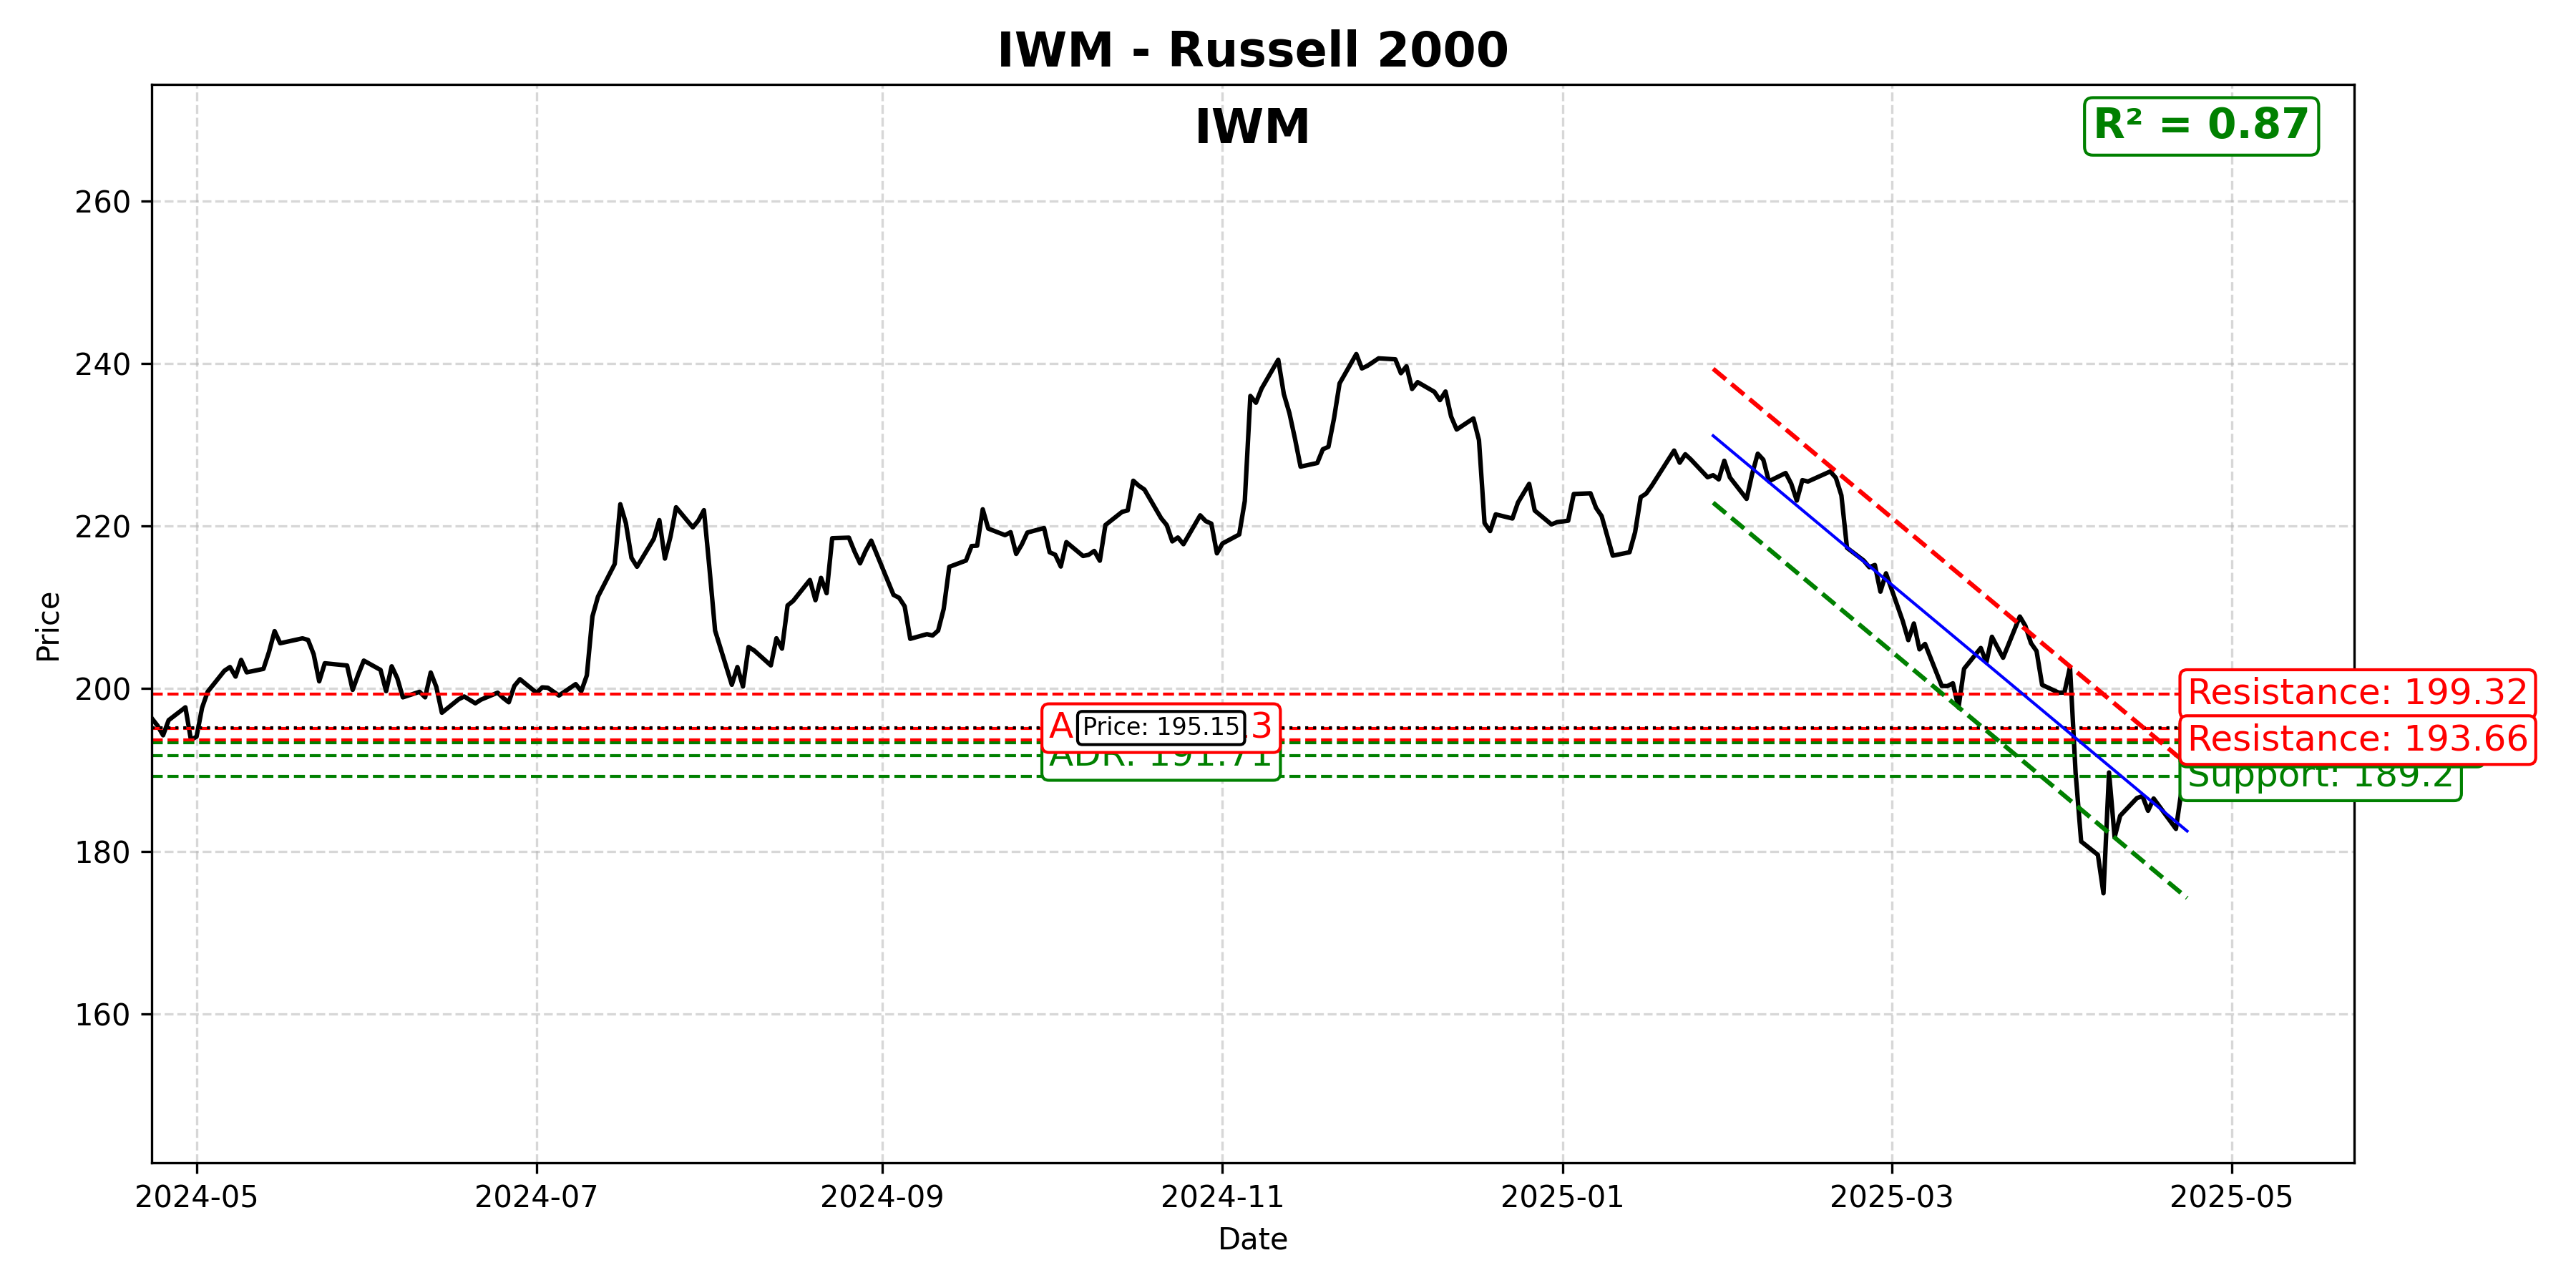 IWM - Russell 2000
IWM
R² = 0.87
Price
260
240
220
200
180
160
Resistance: 199.32
Resistance: 193.66
Support: 189.2
Price: 195.15
ADR: 191.71
2024-05
2024-07
2024-09
2024-11
2025-01
2025-03
2025-05
Date